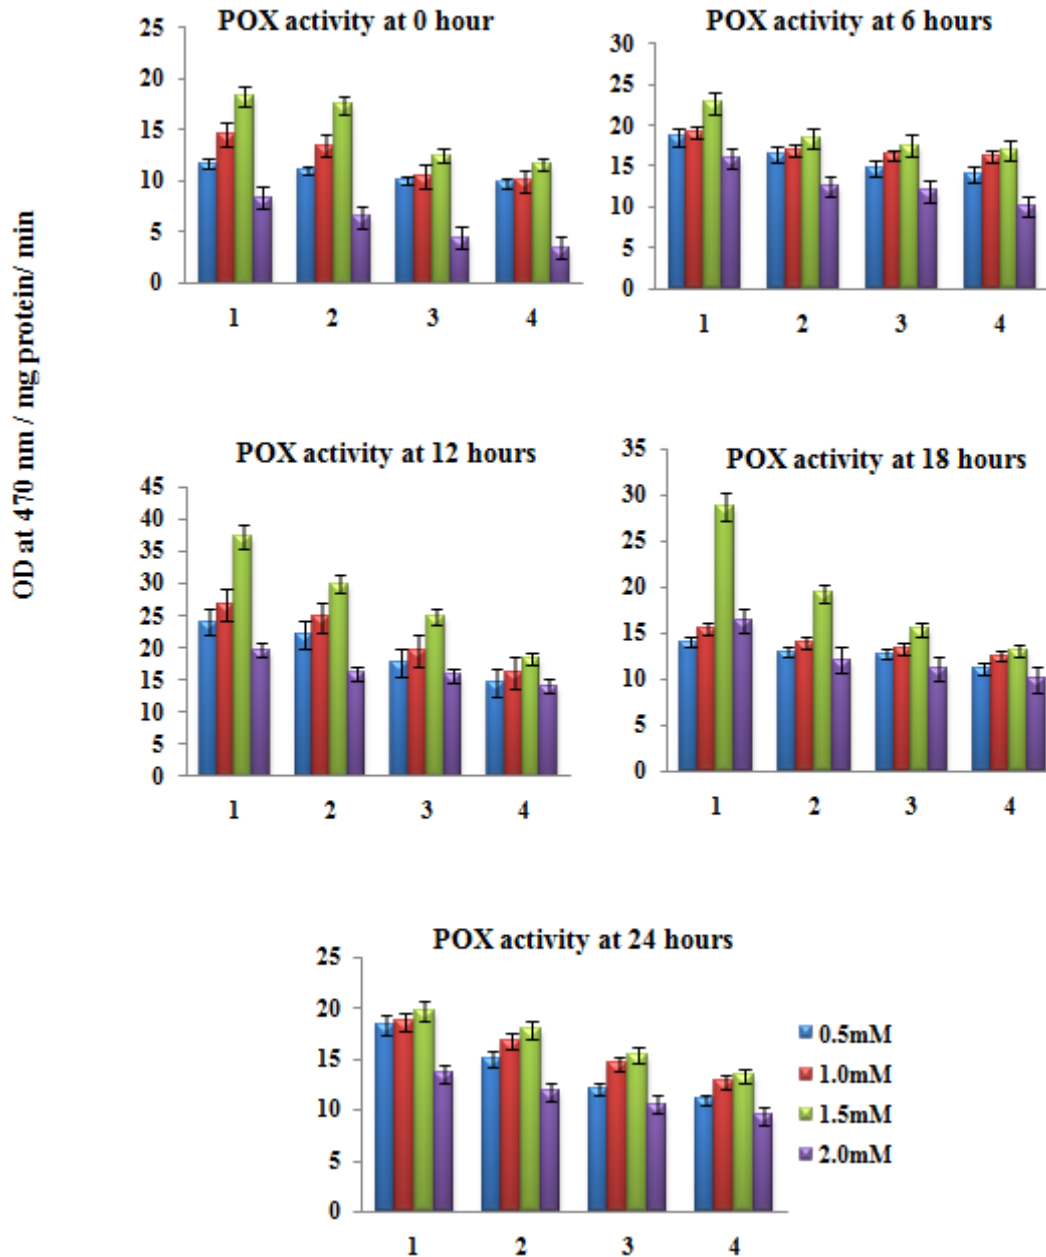 POX activity at 0 hour
25
20
15
10
5
0
1 2 3 4
POX activity at 6 hours
30
25
20
15
10
5
0
1 2 3 4
OD at 470 nm / mg protein/ min
POX activity at 12 hours
45
40
35
30
25
20
15
10
5
0
1 2 3 4
POX activity at 18 hours
35
30
25
20
15
10
5
0
1 2 3 4
POX activity at 24 hours
25
20
15
10
5
0
1 2 3 4
0.5mM
1.0mM
1.5mM
2.0mM